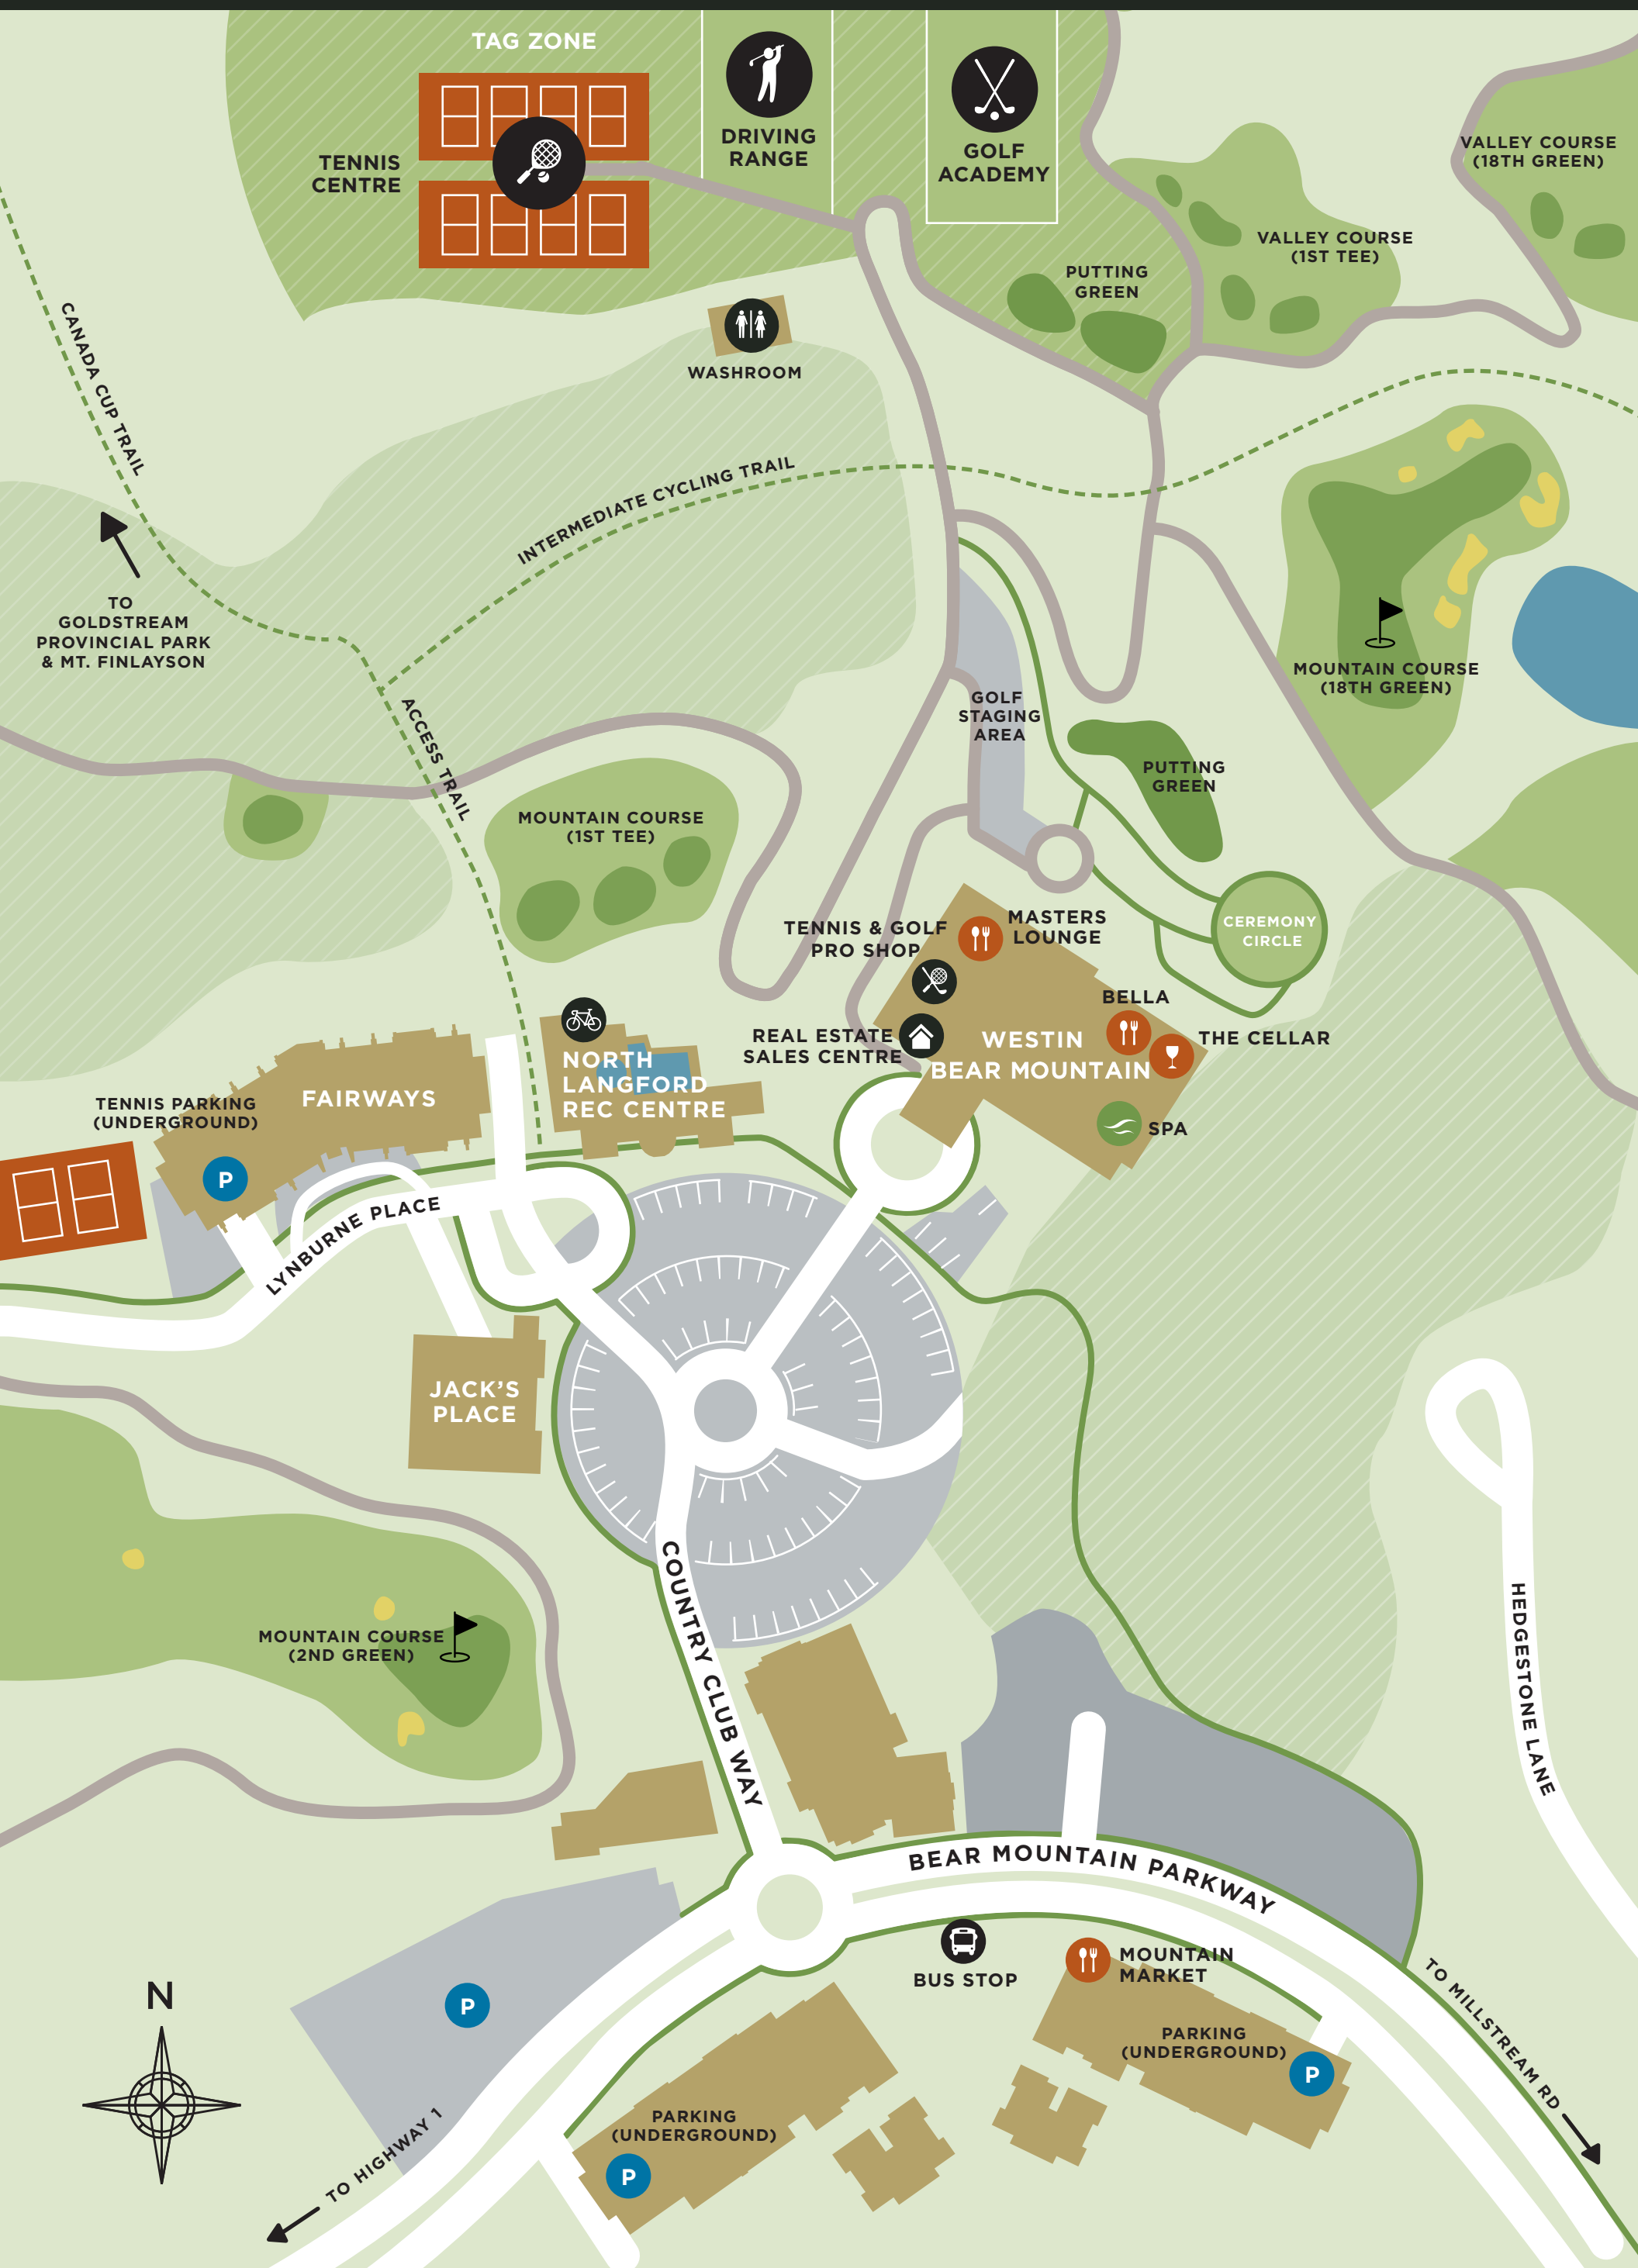 TAG ZONE
DRIVING
RANGE
GOLF
ACADEMY
TENNIS
CENTRE
VALLEY COURSE
(18TH GREEN)
VALLEY COURSE
(1ST TEE)
PUTTING
GREEN
WASHROOM
CANADA CUP TRAIL
INTERMEDIATE CYCLING TRAIL
TO
GOLDSTREAM
PROVINCIAL PARK
& MT. FINLAYSON
MOUNTAIN COURSE
(18TH GREEN)
GOLF
STAGING
AREA
ACCESS TRAIL
PUTTING
GREEN
MOUNTAIN COURSE
(1ST TEE)
CEREMONY
CIRCLE
TENNIS & GOLF
PRO SHOP
MASTERS
LOUNGE
BELLA
THE CELLAR
REAL ESTATE
SALES CENTRE
WESTIN
BEAR MOUNTAIN
SPA
NORTH
LANGFORD
REC CENTRE
FAIRWAYS
TENNIS PARKING
(UNDERGROUND)
P
LYNBURNE PLACE
JACK'S
PLACE
COUNTRY CLUB WAY
HEDGESTONE LANE
MOUNTAIN COURSE
(2ND GREEN)
BEAR MOUNTAIN PARKWAY
BUS STOP
MOUNTAIN
MARKET
TO MILLSTREAM RD
N
P
PARKING
(UNDERGROUND)
P
PARKING
(UNDERGROUND)
P
TO HIGHWAY 1